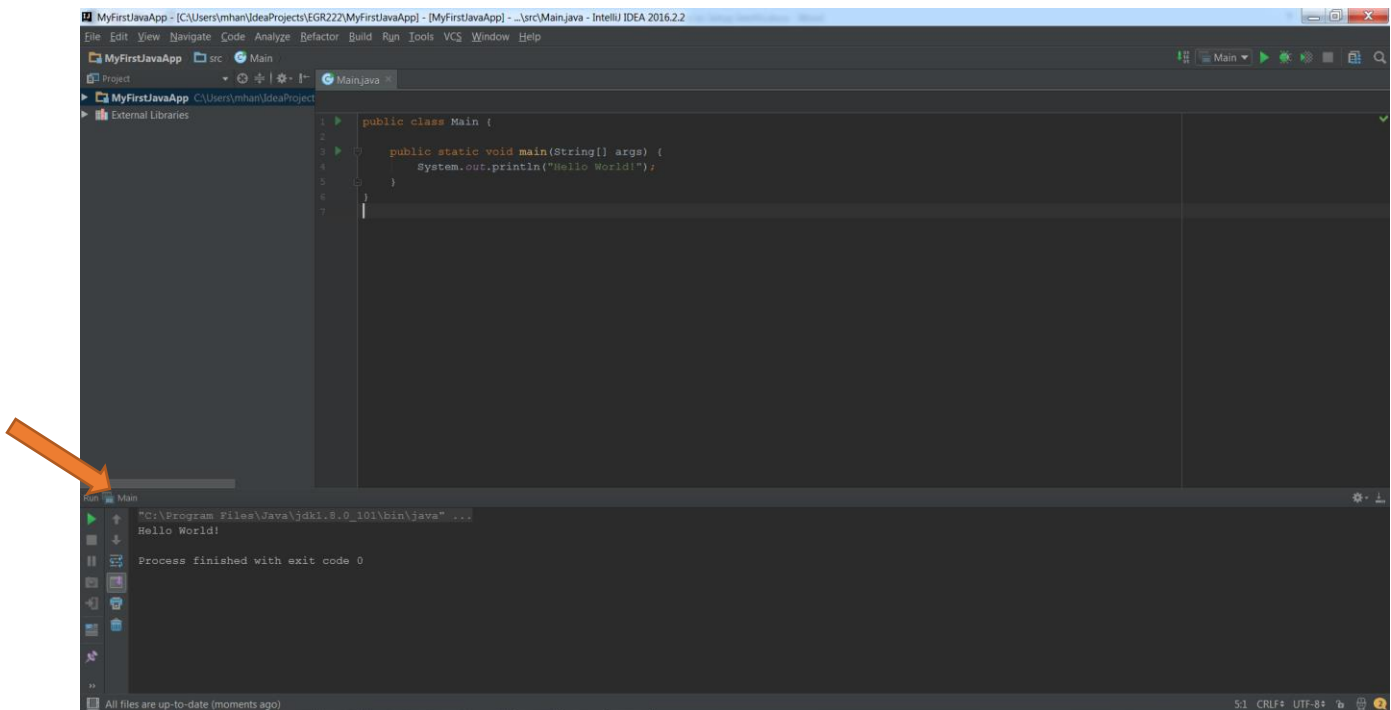 MyFirstJavaApp - [C:\Users\mhan\IdeaProjects\EGR222\MyFirstJavaApp] - [MyFirstJavaApp] - ...\src\Main.java - IntelliJ IDEA 2016.2.2
File Edit View Navigate Code Analyze Refactor Build Run Tools VCS Window Help
MyFirstJavaApp src Main
Main
Project
Main.java
MyFirstJavaApp C:\Users\mhan\IdeaProject
External Libraries
1 public class Main {
2
3 public static void main(String[] args) {
4 System.out.println("Hello World!");
5 }
6 }
7
Run Main
"C:\Program Files\Java\jdk1.8.0_101\bin\java" ...
Hello World!
Process finished with exit code 0
All files are up-to-date (moments ago)
5:1 CRLF UTF-8 2